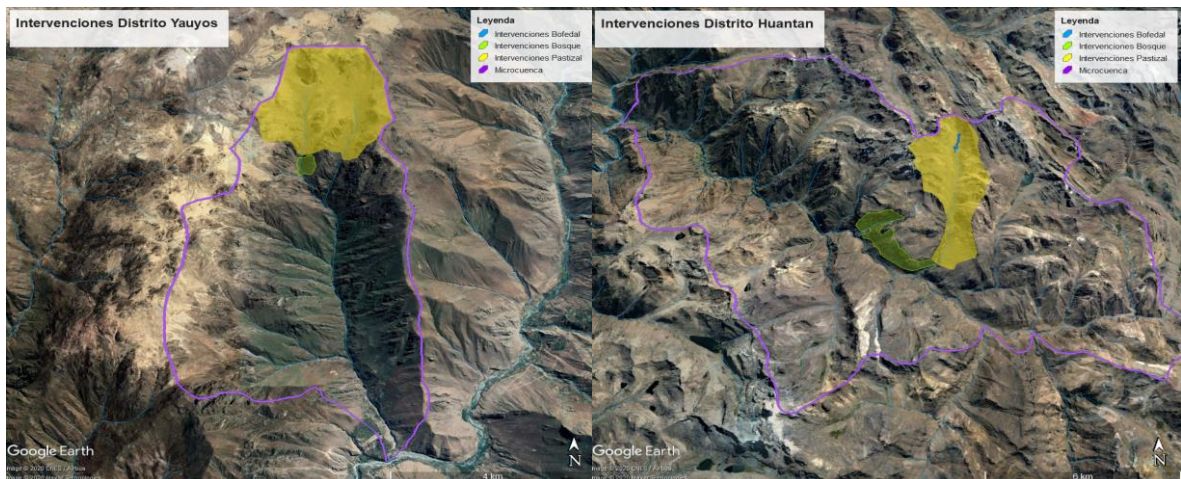 Intervenciones Distrito Yauyos
Leyenda
Intervenciones Bofedal
Intervenciones Bosque
Intervenciones Pastizal
Microcuenca
Google Earth
N
4 km
Intervenciones Distrito Huantan
Leyenda
Intervenciones Bofedal
Intervenciones Bosque
Intervenciones Pastizal
Microcuenca
Google Earth
N
6 km